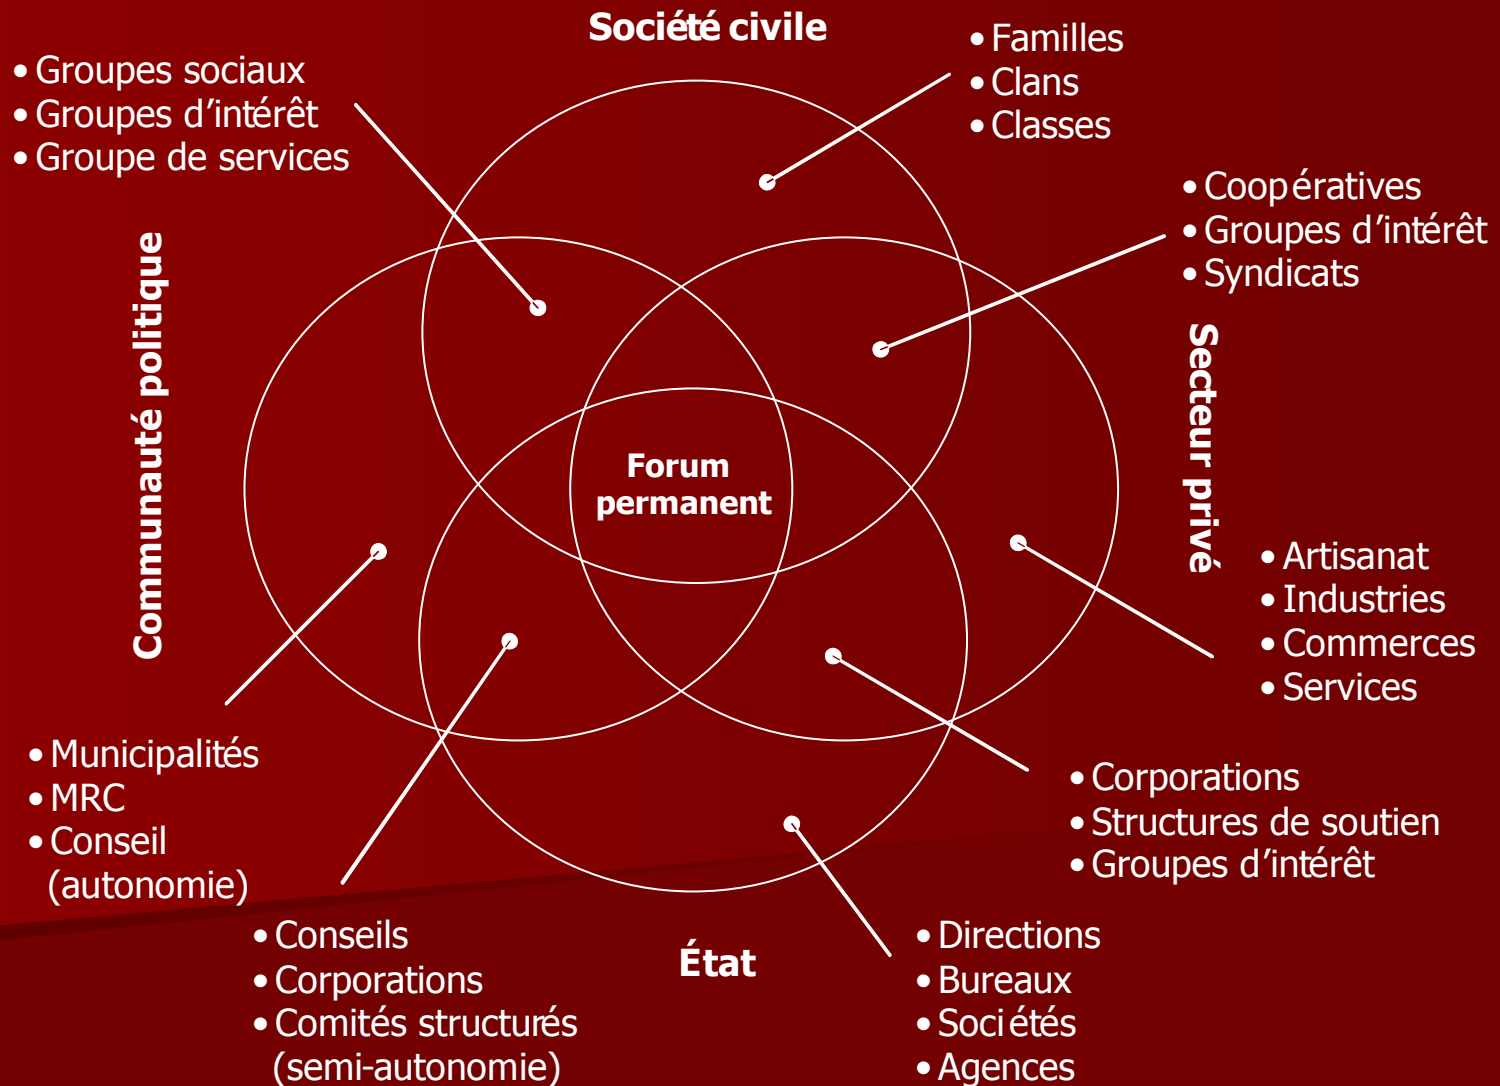 Société civile
• Groupes sociaux
• Groupes d'intérêt
• Groupe de services
• Familles
• Clans
• Classes
• Coopératives
• Groupes d'intérêt
• Syndicats
Communauté politique
Secteur privé
Forum
permanent
• Artisanat
• Industries
• Commerces
• Services
• Municipalités
• MRC
• Conseil
(autonomie)
• Corporations
• Structures de soutien
• Groupes d'intérêt
• Conseils
• Corporations
• Comités structurés
(semi-autonomie)
État
• Directions
• Bureaux
• Sociétés
• Agences